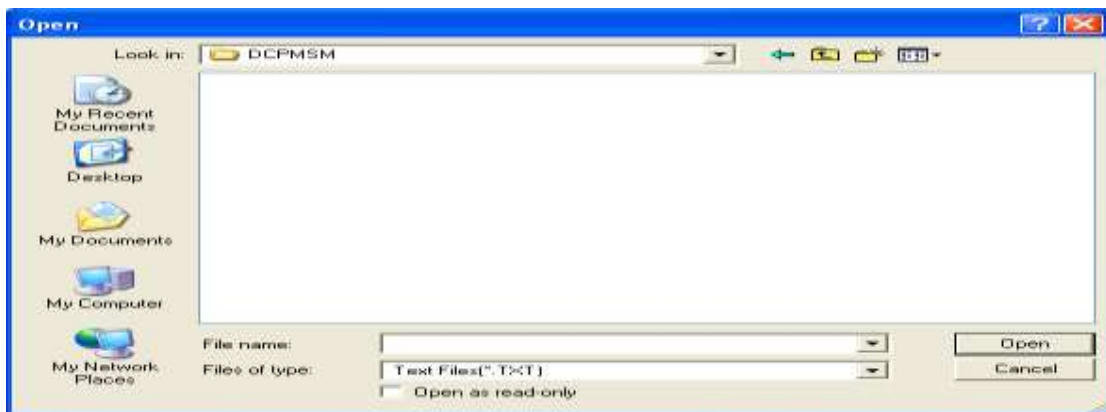 Open
Look in: DCPMSM
My Recent
Documents
Desktop
My Documents
My Computer
My Network
Places
File name:
Open
Files of type: Text Files(*.TXT)
Cancel
Open as read-only